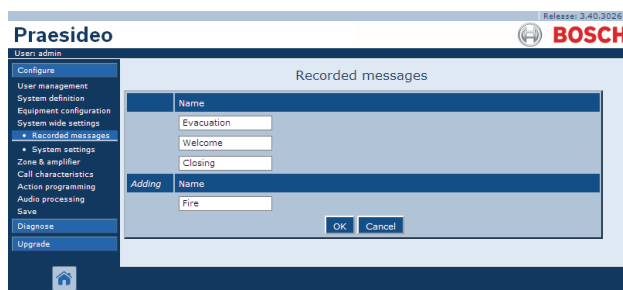 Release: 3.40.3026
Praesideo
BOSCH
User: admin
Configure
User management
System definition
Equipment configuration
System wide settings
• Recorded messages
• System settings
Zone & amplifier
Call characteristics
Action programming
Audio processing
Save
Diagnose
Upgrade
Recorded messages
Name
Evacuation
Welcome
Closing
Adding Name
Fire
OK Cancel